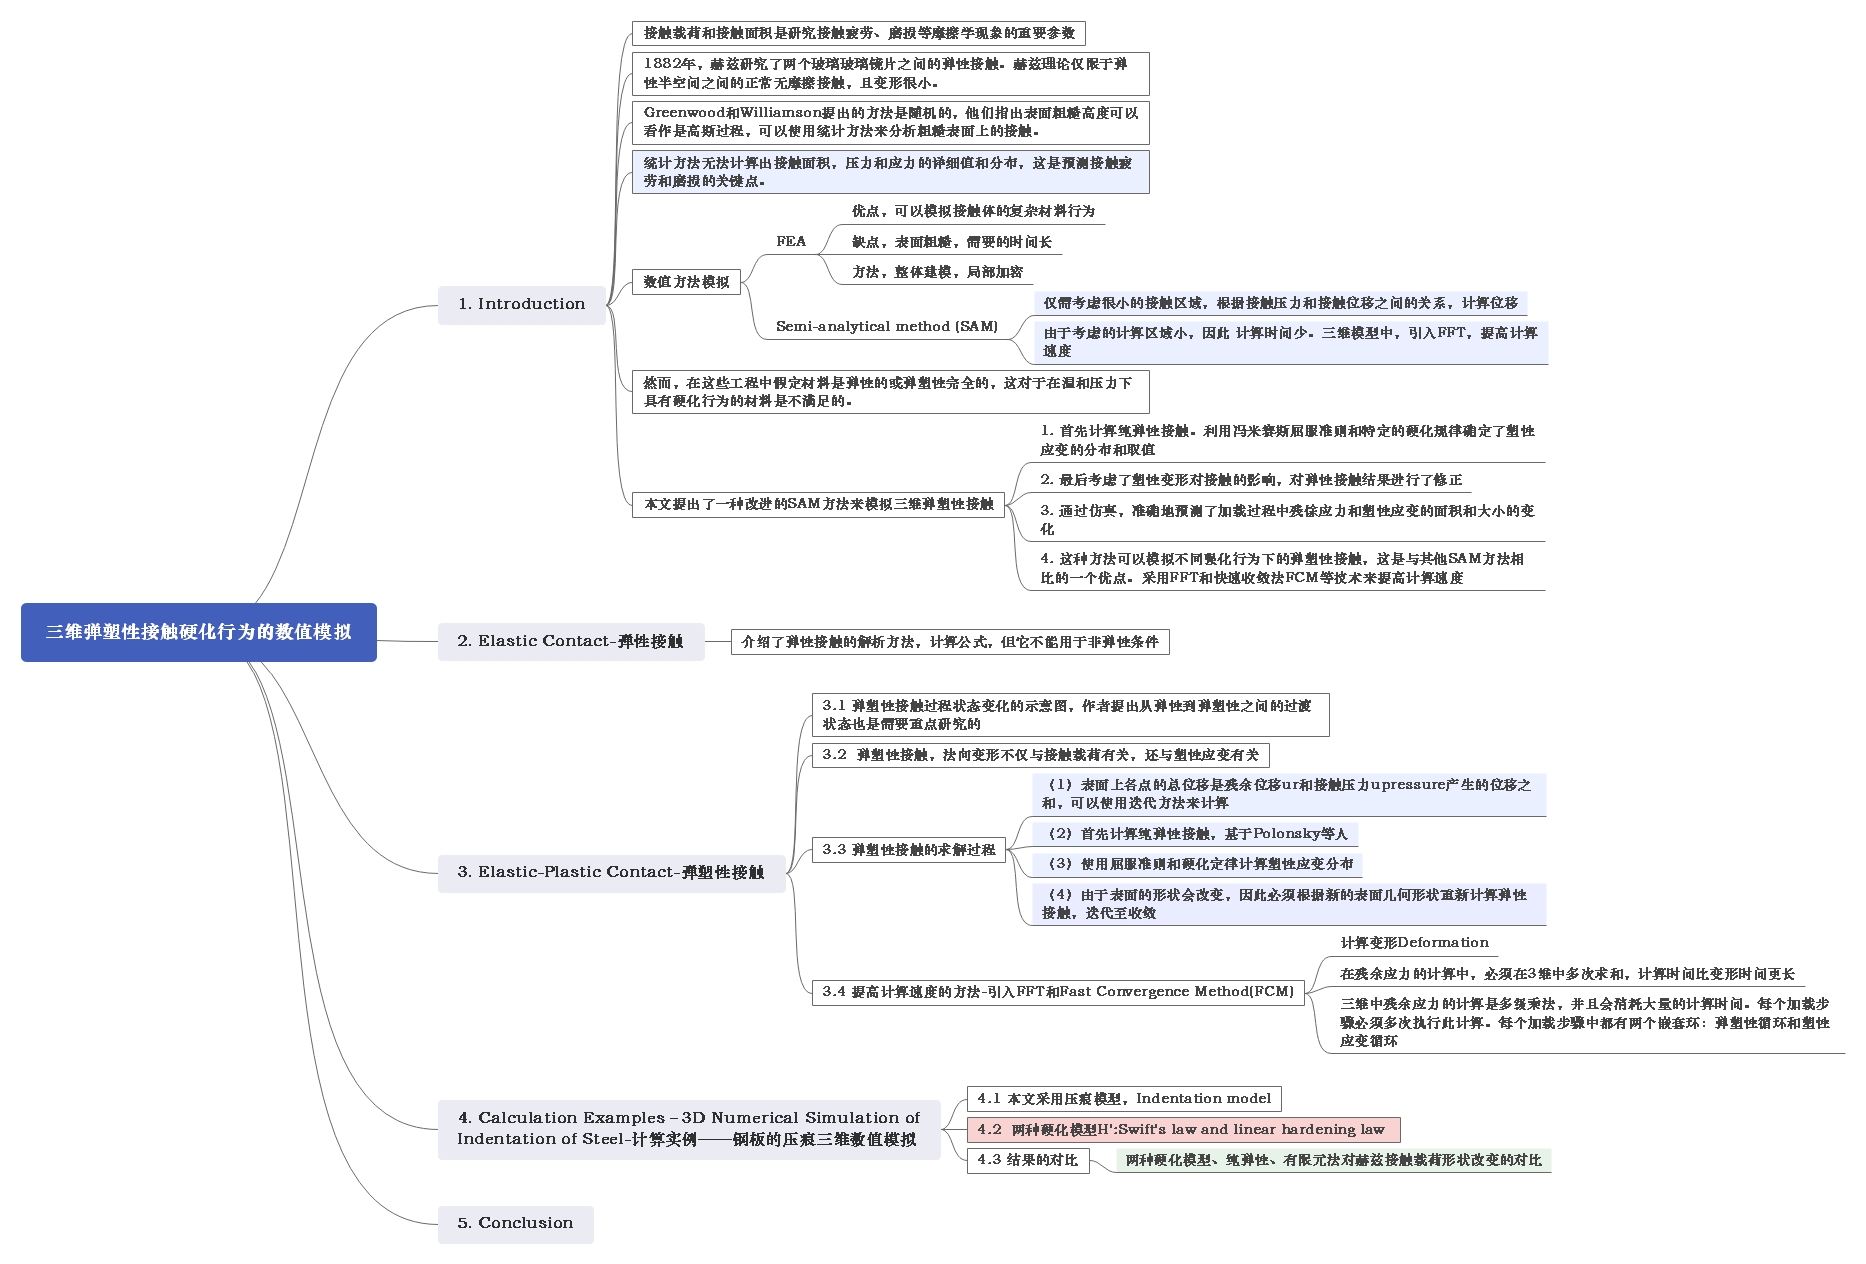 三维弹塑性接触硬化行为的数值模拟
1. Introduction
接触载荷和接触面积是研究接触疲劳、磨损等摩擦学现象的重要参数
1882年，赫兹研究了两个玻璃玻璃镜片之间的弹性接触。赫兹理论仅限于弹
性半空间之间的正常无摩擦接触，且变形很小。
Greenwood和Williamson提出的方法是随机的，他们指出表面粗糙高度可以
看作是高斯过程，可以使用统计方法来分析粗糙表面上的接触。
统计方法无法计算出接触面积，压力和应力的详细值和分布，这是预测接触疲
劳和磨损的关键点。
数值方法模拟
FEA
优点，可以模拟接触体的复杂材料行为
缺点，表面粗糙，需要的时间长
方法，整体建模，局部加密
Semi-analytical method (SAM)
仅需考虑很小的接触区域，根据接触压力和接触位移之间的关系，计算位移
由于考虑的计算区域小，因此 计算时间少。三维模型中，引入FFT，提高计算
速度
然而，在这些工程中假定材料是弹性的或弹塑性完全的，这对于在温和压力下
具有硬化行为的材料是不满足的。
本文提出了一种改进的SAM方法来模拟三维弹塑性接触
1. 首先计算纯弹性接触。利用冯米赛斯屈服准则和特定的硬化规律确定了塑性
应变的分布和取值
2. 最后考虑了塑性变形对接触的影响，对弹性接触结果进行了修正
3. 通过仿真，准确地预测了加载过程中残馀应力和塑性应变的面积和大小的变
化
4. 这种方法可以模拟不同强化行为下的弹塑性接触，这是与其他SAM方法相
比的一个优点。采用FFT和快速收敛法FCM等技术来提高计算速度
2. Elastic Contact-弹性接触
介绍了弹性接触的解析方法，计算公式，但它不能用于非弹性条件
3. Elastic-Plastic Contact-弹塑性接触
3.1 弹塑性接触过程状态变化的示意图，作者提出从弹性到弹塑性之间的过渡
状态也是需要重点研究的
3.2 弹塑性接触，法向变形不仅与接触载荷有关，还与塑性应变有关
3.3 弹塑性接触的求解过程
（1）表面上各点的总位移是残余位移ur和接触压力upressure产生的位移之
和，可以使用迭代方法来计算
（2）首先计算纯弹性接触，基于Polonsky等人
（3）使用屈服准则和硬化定律计算塑性应变分布
（4）由于表面的形状会改变，因此必须根据新的表面几何形状重新计算弹性
接触，迭代至收敛
3.4 提高计算速度的方法-引入FFT和Fast Convergence Method(FCM)
计算变形Deformation
在残余应力的计算中，必须在3维中多次求和，计算时间比变形时间更长
三维中残余应力的计算是多级乘法，并且会消耗大量的计算时间。每个加载步
骤必须多次执行此计算。每个加载步骤中都有两个嵌套环：弹塑性循环和塑性
应变循环
4. Calculation Examples – 3D Numerical Simulation of
Indentation of Steel-计算实例——钢板的压痕三维数值模拟
4.1 本文采用压痕模型，Indentation model
4.2 两种硬化模型H':Swift's law and linear hardening law
4.3 结果的对比
两种硬化模型、纯弹性、有限元法对赫兹接触载荷形状改变的对比
5. Conclusion